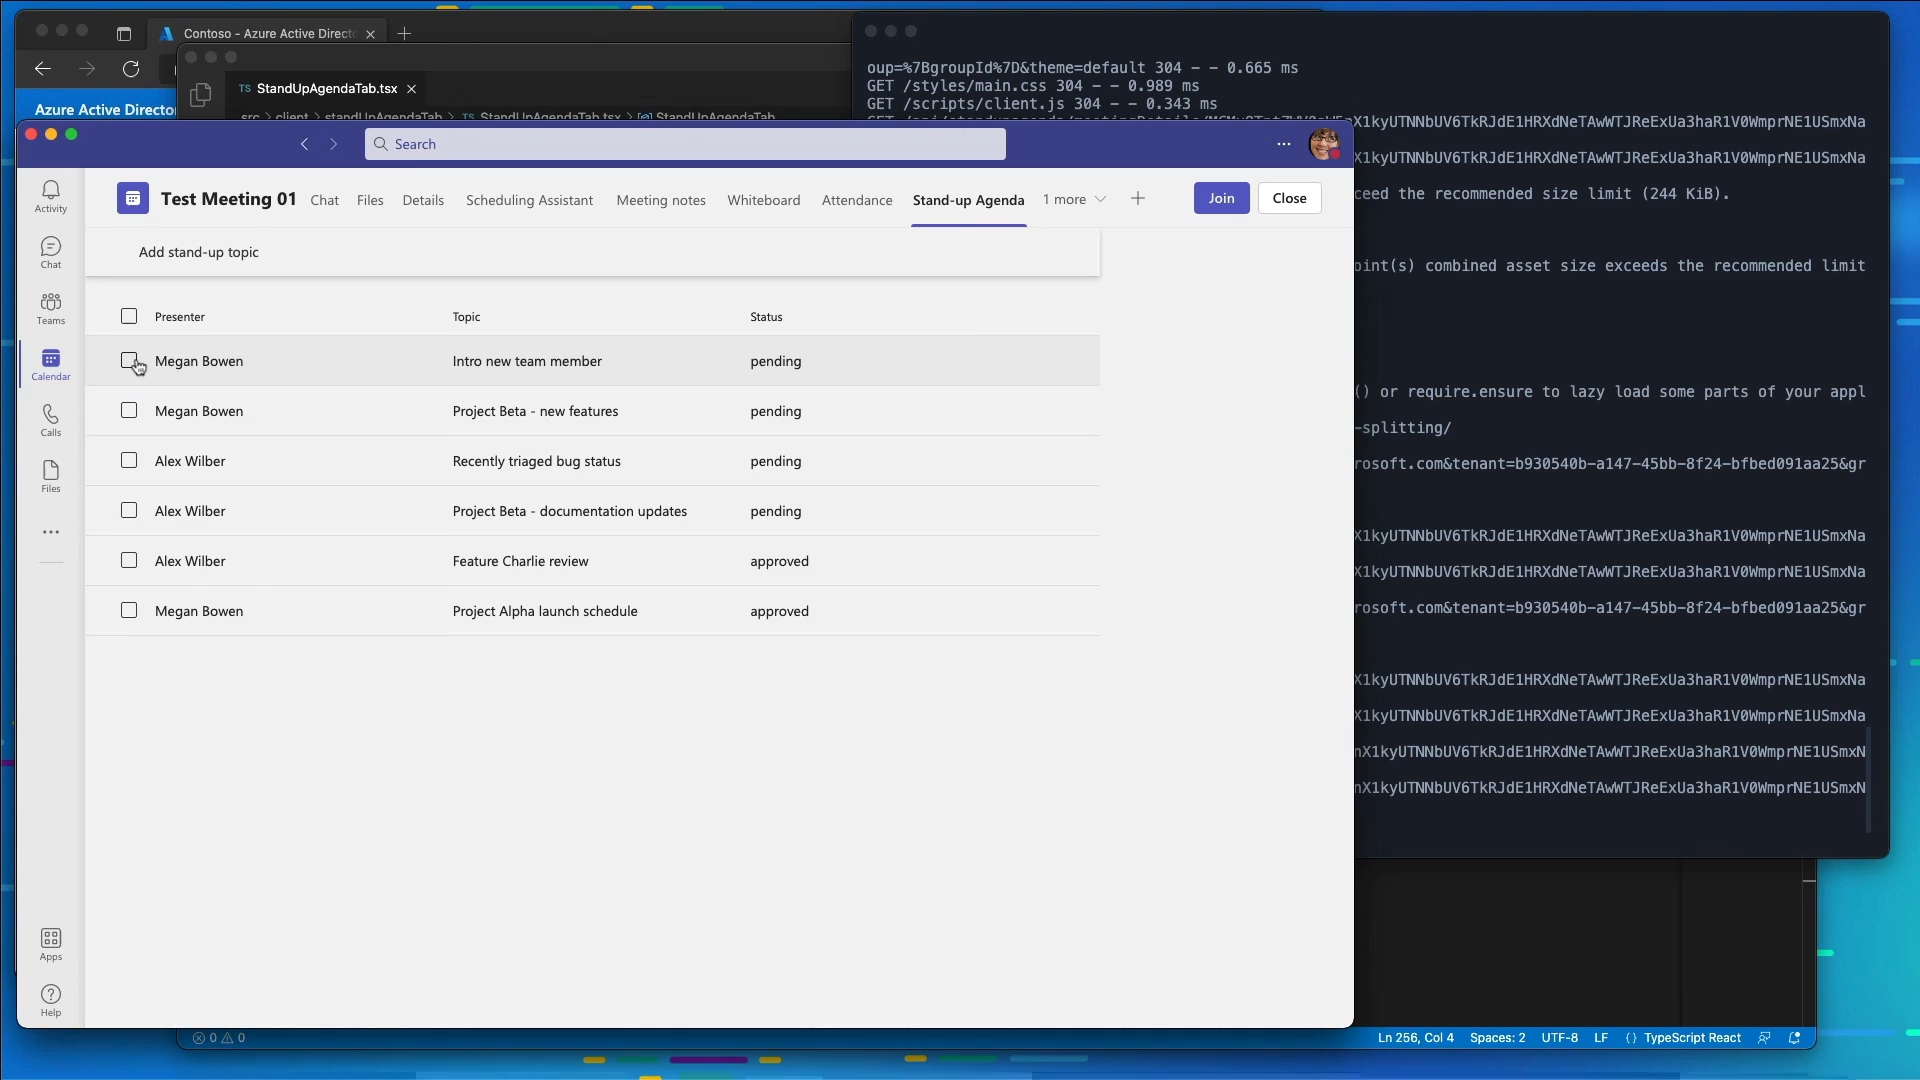 Contoso - Azure Active Directo
StandUpAgendaTab.tsx
TS
Azure Active Directo
src > client > standUpAgendaTab > TS StandUpAgendaTab.tsx > StandUpAgendaTab
oup=%7BgroupId%7D&theme=default 304 - - 0.665 ms
GET /styles/main.css 304 - - 0.989 ms
GET /scripts/client.js 304 - - 0.343 ms
X1kyUTNNbUV6TkRJdE1HRXdNeTAwWTJReExUa3haR1V0WmprNE1USmxNa
X1kyUTNNbUV6TkRJdE1HRXdNeTAwWTJReExUa3haR1V0WmprNE1USmxNa
ceed the recommended size limit (244 KiB).
oint(s) combined asset size exceeds the recommended limit
() or require.ensure to lazy load some parts of your appl
-splitting/
rosoft.com&tenant=b930540b-a147-45bb-8f24-bfbed091aa25&gr
X1kyUTNNbUV6TkRJdE1HRXdNeTAwWTJReExUa3haR1V0WmprNE1USmxNa
X1kyUTNNbUV6TkRJdE1HRXdNeTAwWTJReExUa3haR1V0WmprNE1USmxNa
rosoft.com&tenant=b930540b-a147-45bb-8f24-bfbed091aa25&gr
X1kyUTNNbUV6TkRJdE1HRXdNeTAwWTJReExUa3haR1V0WmprNE1USmxNa
X1kyUTNNbUV6TkRJdE1HRXdNeTAwWTJReExUa3haR1V0WmprNE1USmxNa
nX1kyUTNNbUV6TkRJdE1HRXdNeTAwWTJReExUa3haR1V0WmprNE1USmxN
nX1kyUTNNbUV6TkRJdE1HRXdNeTAwWTJReExUa3haR1V0WmprNE1USmxN
Search
Activity
Chat
Teams
Calendar
Calls
Files
Apps
Help
Test Meeting 01 Chat Files Details Scheduling Assistant Meeting notes Whiteboard Attendance Stand-up Agenda 1 more Join Close
Add stand-up topic
Presenter Topic Status
Megan Bowen Intro new team member pending
Megan Bowen Project Beta - new features pending
Alex Wilber Recently triaged bug status pending
Alex Wilber Project Beta - documentation updates pending
Alex Wilber Feature Charlie review approved
Megan Bowen Project Alpha launch schedule approved
0 0 Ln 256, Col 4 Spaces: 2 UTF-8 LF {} TypeScript React